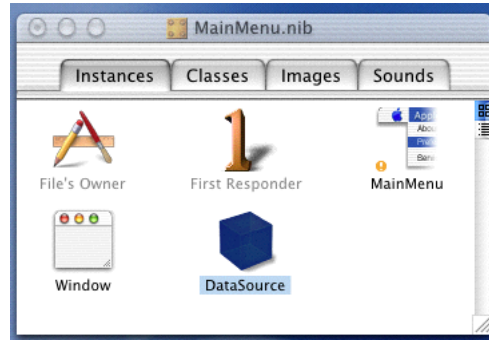 MainMenu.nib
Instances Classes Images Sounds
File's Owner First Responder MainMenu
Window DataSource